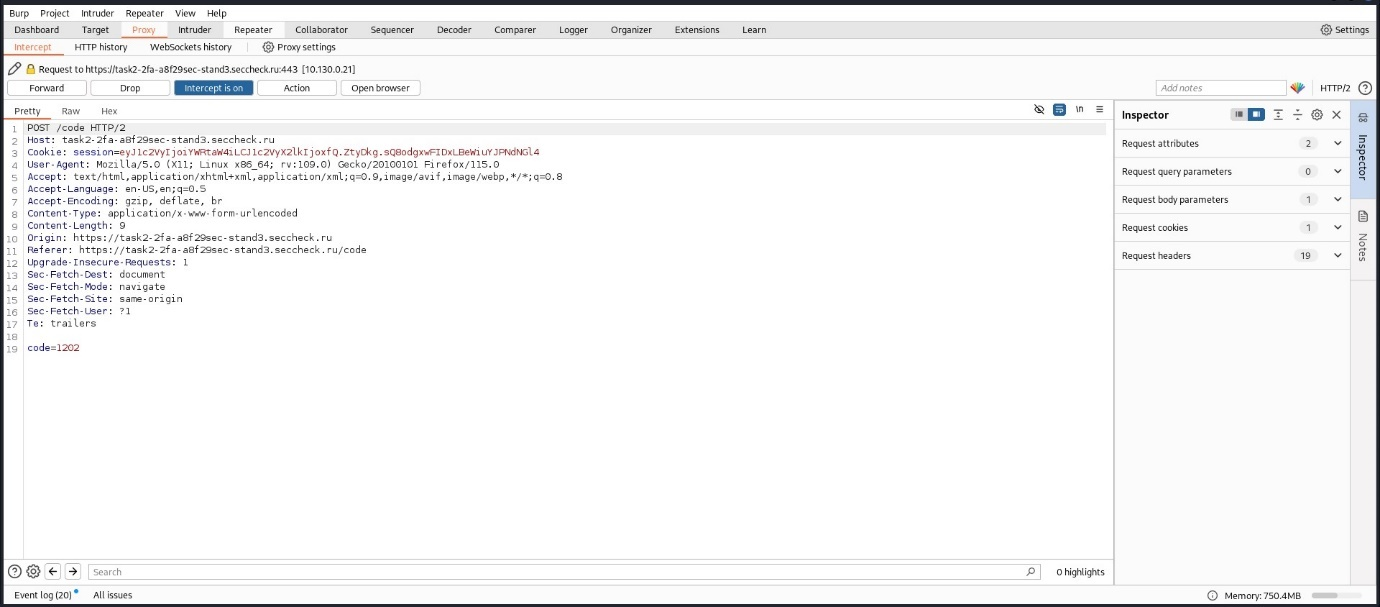 Burp Project Intruder Repeater View Help
Dashboard Target Proxy Intruder Repeater Collaborator Sequencer Decoder Comparer Logger Organizer Extensions Learn Settings
Intercept HTTP history WebSockets history Proxy settings
Request to https://task2-2fa-a8f29sec-stand3.seccheck.ru:443 [10.130.0.21]
Forward Drop Intercept is on Action Open browser Add notes HTTP/2
Pretty Raw Hex \n
Inspector
1 POST /code HTTP/2
2 Host: task2-2fa-a8f29sec-stand3.seccheck.ru
3 Cookie: session=eyJ1c2VyIjoiYWRtaW4iLCJ1c2VyX2lkIjoxfQ.ZtyDkg.sQBodgxwFIDxLBeWiuYJPNdNGl4
4 User-Agent: Mozilla/5.0 (X11; Linux x86_64; rv:109.0) Gecko/20100101 Firefox/115.0
5 Accept: text/html,application/xhtml+xml,application/xml;q=0.9,image/avif,image/webp,*/*;q=0.8
6 Accept-Language: en-US,en;q=0.5
7 Accept-Encoding: gzip, deflate, br
8 Content-Type: application/x-www-form-urlencoded
9 Content-Length: 9
10 Origin: https://task2-2fa-a8f29sec-stand3.seccheck.ru
11 Referer: https://task2-2fa-a8f29sec-stand3.seccheck.ru/code
12 Upgrade-Insecure-Requests: 1
13 Sec-Fetch-Dest: document
14 Sec-Fetch-Mode: navigate
15 Sec-Fetch-Site: same-origin
16 Sec-Fetch-User: ?1
17 Te: trailers
18
19 code=1202
Request attributes 2
Request query parameters 0
Request body parameters 1
Request cookies 1
Request headers 19
Inspector
Notes
Search 0 highlights
Event log (20) All issues Memory: 750.4MB